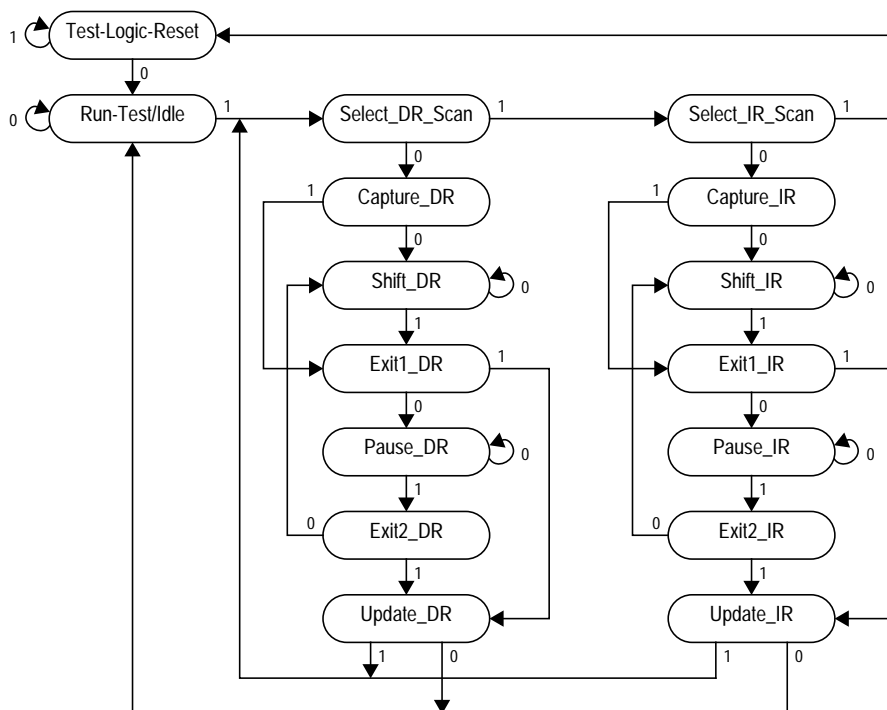 Test-Logic-Reset
1
0
Run-Test/Idle
0
1
Select_DR_Scan
1
Select_IR_Scan
1
0
0
1
Capture_DR
1
Capture_IR
0
0
Shift_DR
0
Shift_IR
0
1
1
Exit1_DR
1
Exit1_IR
1
0
0
Pause_DR
0
Pause_IR
0
1
1
0
Exit2_DR
0
Exit2_IR
1
1
Update_DR
Update_IR
1
0
1
0